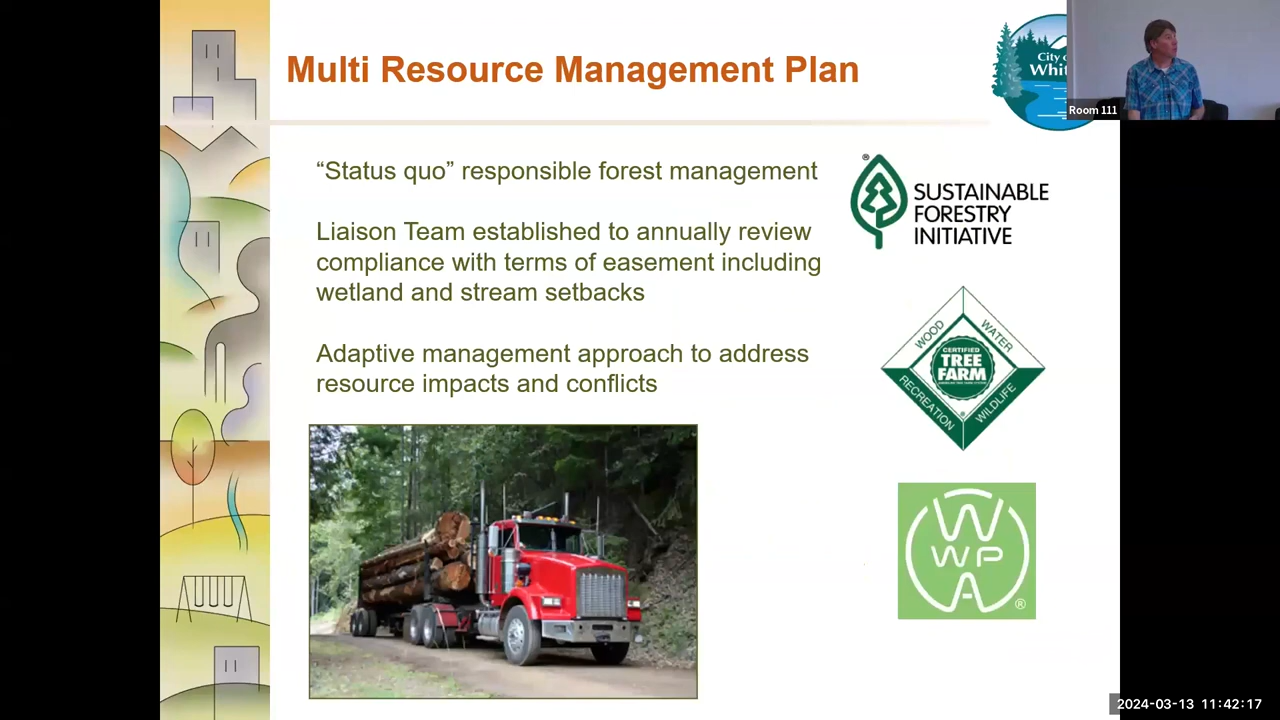 Multi Resource Management Plan
City o
Whit
Room 111
“Status quo” responsible forest management
Liaison Team established to annually review
compliance with terms of easement including
wetland and stream setbacks
Adaptive management approach to address
resource impacts and conflicts
®
SUSTAINABLE
FORESTRY
INITIATIVE
WOOD
WATER
CERTIFIED
TREE
FARM
RECREATION
WILDLIFE
®
W
W P
A
®
2024-03-13 11:42:17